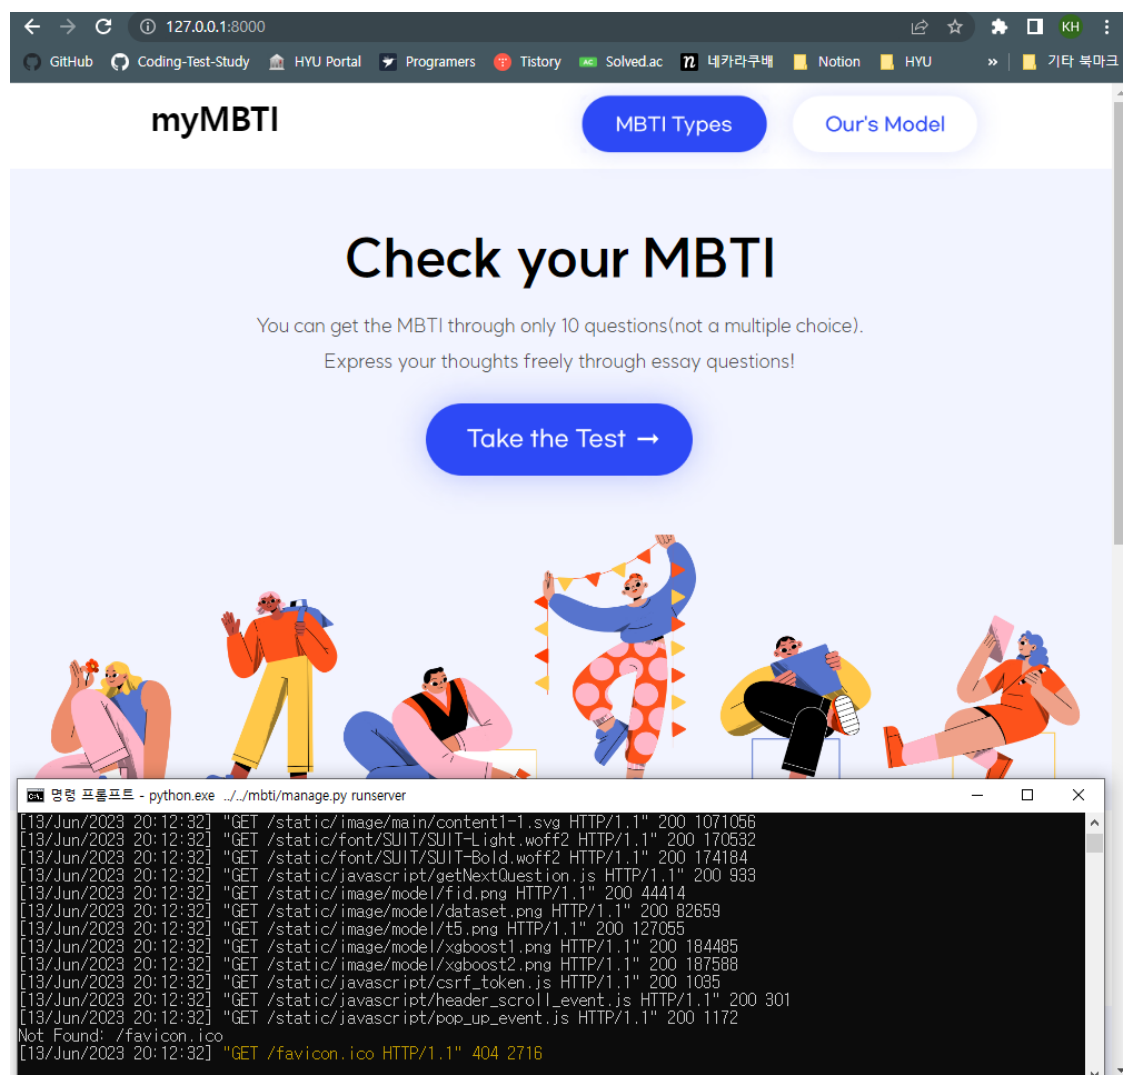 127.0.0.1:8000
KH
GitHub Coding-Test-Study HYU Portal Programers Tistory Solved.ac 네카라쿠배 Notion HYU » 기타 북마크
myMBTI
MBTI Types
Our's Model
Check your MBTI
You can get the MBTI through only 10 questions(not a multiple choice).
Express your thoughts freely through essay questions!
Take the Test →
명령 프롬프트 - python.exe ../../mbti/manage.py runserver
[13/Jun/2023 20:12:32] "GET /static/image/main/content1-1.svg HTTP/1.1" 200 1071056
[13/Jun/2023 20:12:32] "GET /static/font/SUIT/SUIT-Light.woff2 HTTP/1.1" 200 170532
[13/Jun/2023 20:12:32] "GET /static/font/SUIT/SUIT-Bold.woff2 HTTP/1.1" 200 174184
[13/Jun/2023 20:12:32] "GET /static/javascript/getNextQuestion.js HTTP/1.1" 200 933
[13/Jun/2023 20:12:32] "GET /static/image/model/fid.png HTTP/1.1" 200 44414
[13/Jun/2023 20:12:32] "GET /static/image/model/dataset.png HTTP/1.1" 200 82659
[13/Jun/2023 20:12:32] "GET /static/image/model/t5.png HTTP/1.1" 200 127055
[13/Jun/2023 20:12:32] "GET /static/image/model/xgboost1.png HTTP/1.1" 200 184485
[13/Jun/2023 20:12:32] "GET /static/image/model/xgboost2.png HTTP/1.1" 200 187588
[13/Jun/2023 20:12:32] "GET /static/javascript/csrf_token.js HTTP/1.1" 200 1035
[13/Jun/2023 20:12:32] "GET /static/javascript/header_scroll_event.js HTTP/1.1" 200 301
[13/Jun/2023 20:12:32] "GET /static/javascript/pop_up_event.js HTTP/1.1" 200 1172
Not Found: /favicon.ico
[13/Jun/2023 20:12:32] "GET /favicon.ico HTTP/1.1" 404 2716